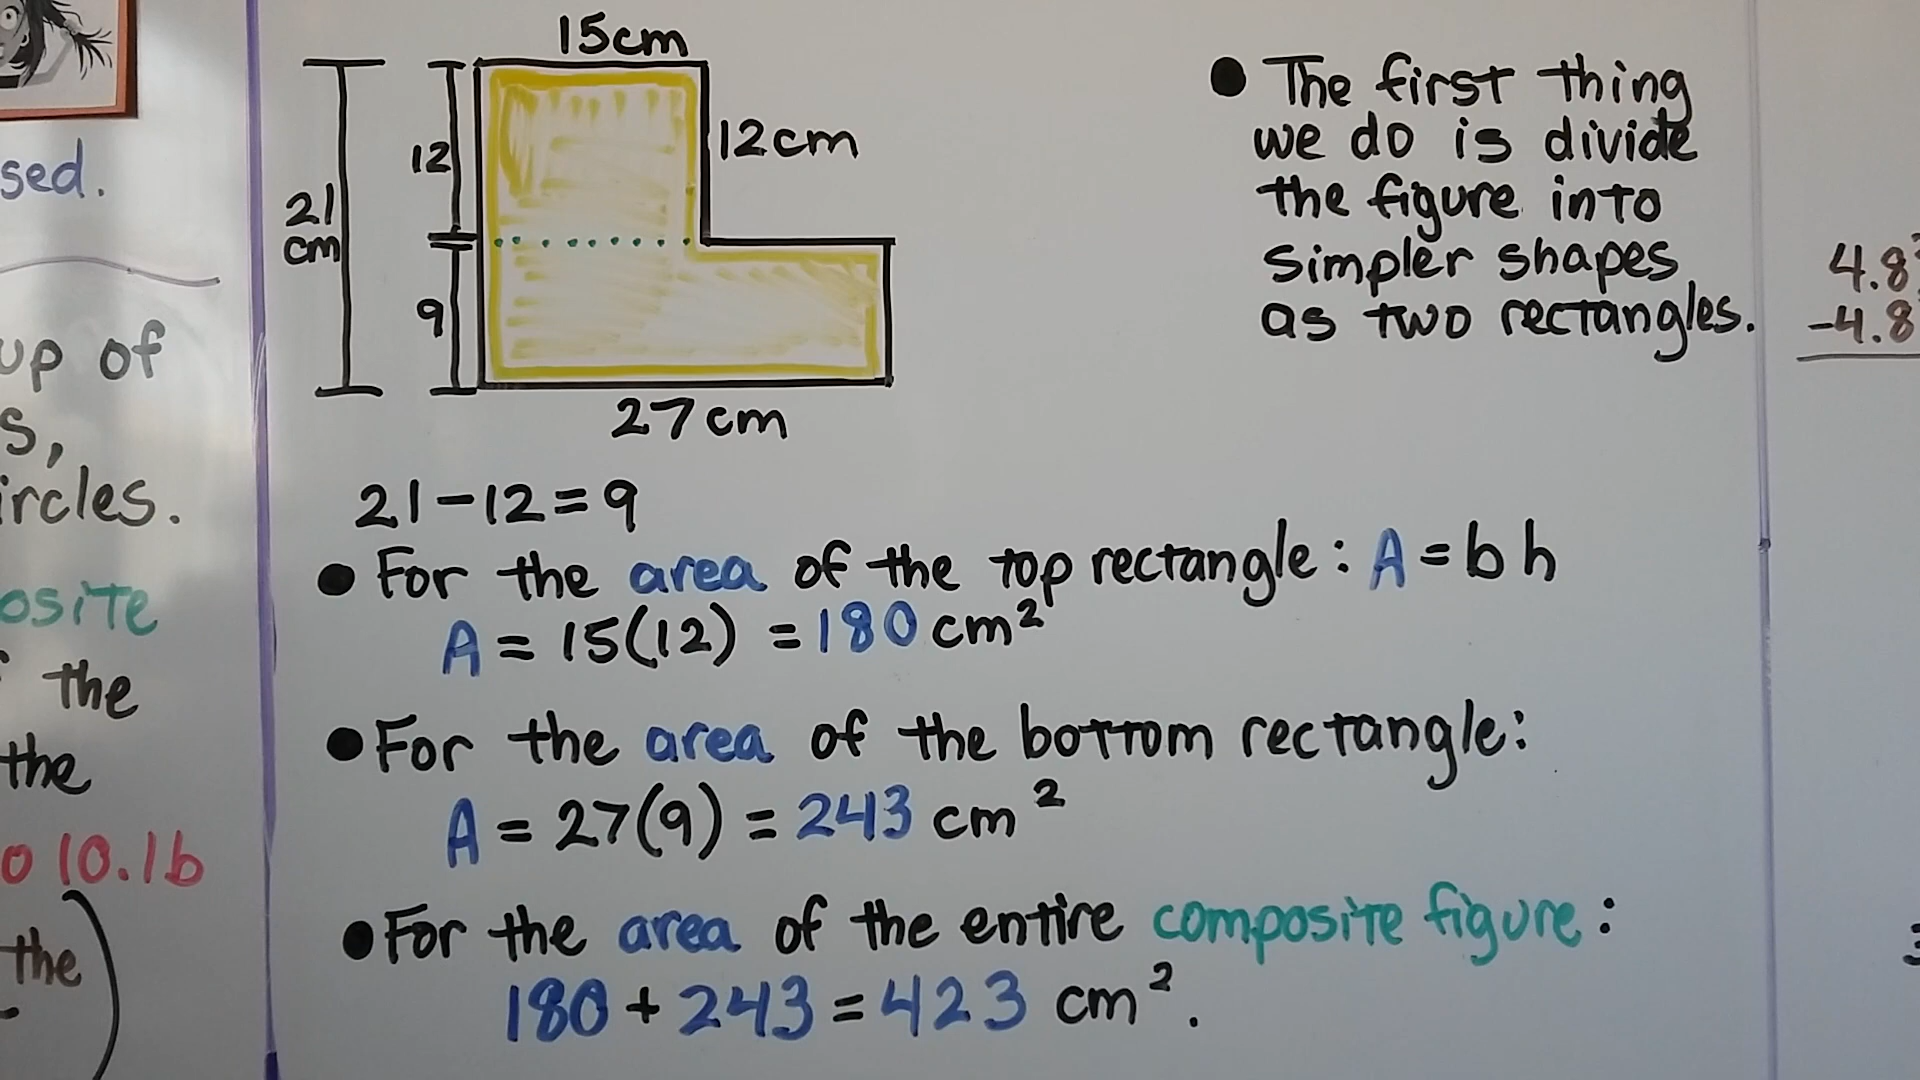 sed.
up of
s,
ircles.
osite
the
the
o 10.1b
the
15cm
12
12cm
21
cm
9
27cm
21-12=9
● The first thing
we do is divide
the figure into
simpler shapes
as two rectangles.
● For the area of the top rectangle: A = bh
A = 15(12) = 180 cm²
● For the area of the bottom rectangle:
A = 27(9) = 243 cm²
● For the area of the entire composite figure:
180 + 243 = 423 cm².
4.8
-4.8